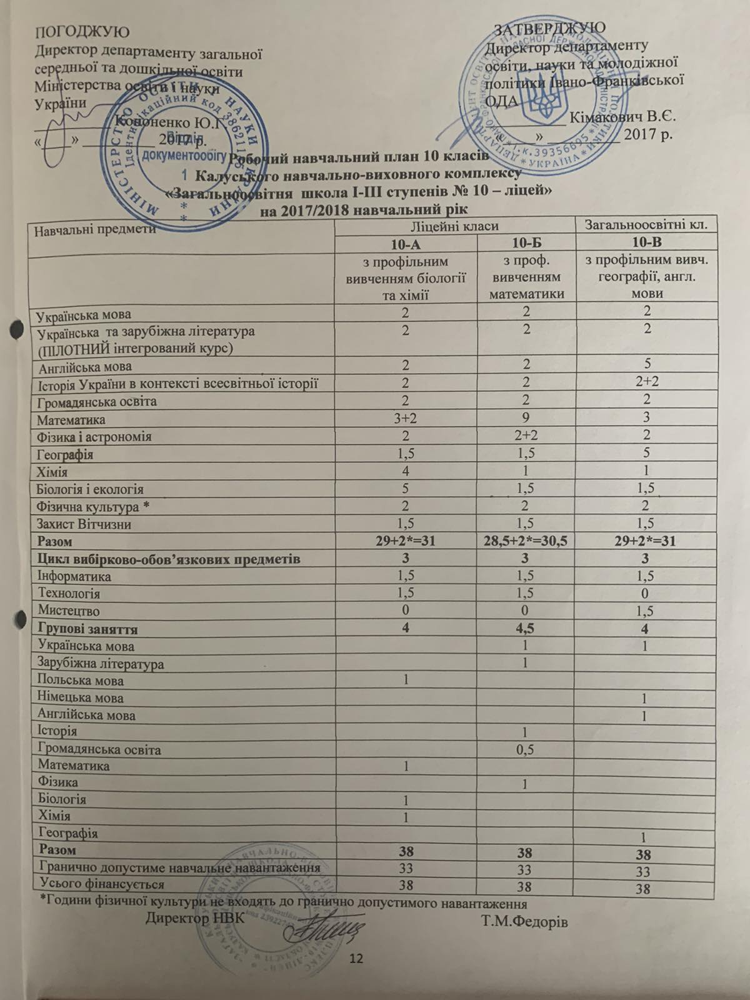 ПОГОДЖУЮ
Директор департаменту загальної
середньої та дошкільної освіти
Міністерства освіти і науки
України
Кононенко Ю.Г.
«____» __________ 2017 р.
ЗАТВЕРДЖУЮ
Директор департаменту
освіти, науки та молодіжної
політики Івано-Франківської
ОДА
Кімакович В.Є.
«____» __________ 2017 р.
МІНІСТЕРСТВО ОСВІТИ І НАУКИ УКРАЇНИ
Ідентифікаційний код 38621185
Відділ
документообігу
1
Робочий навчальний план 10 класів
Калуського навчально-виховного комплексу
«Загальноосвітня школа І-ІІІ ступенів № 10 – ліцей»
на 2017/2018 навчальний рік
Навчальні предмети Ліцейні класи Загальноосвітні кл.
10-А 10-Б 10-В
з профільним з проф. з профільним вивч.
вивченням біології вивченням географії, англ.
та хімії математики мови
Українська мова 2 2 2
Українська та зарубіжна література 2 2 2
(ПІЛОТНИЙ інтегрований курс)
Англійська мова 2 2 5
Історія України в контексті всесвітньої історії 2 2 2+2
Громадянська освіта 2 2 2
Математика 3+2 9 3
Фізика і астрономія 2 2+2 2
Географія 1,5 1,5 5
Хімія 4 1 1
Біологія і екологія 5 1,5 1,5
Фізична культура * 2 2 2
Захист Вітчизни 1,5 1,5 1,5
Разом 29+2*=31 28,5+2*=30,5 29+2*=31
Цикл вибірково-обов’язкових предметів 3 3 3
Інформатика 1,5 1,5 1,5
Технологія 1,5 1,5 0
Мистецтво 0 0 1,5
Групові заняття 4 4,5 4
Українська мова 1 1
Зарубіжна література 1
Польська мова 1
Німецька мова 1
Англійська мова 1
Історія 1
Громадянська освіта 0,5
Математика 1
Фізика 1
Біологія 1
Хімія 1
Географія 1
Разом 38 38 38
Гранично допустиме навчальне навантаження 33 33 33
Усього фінансується 38 38 38
*Години фізичної культури не входять до гранично допустимого навантаження
Директор НВК Т.М.Федорів
12